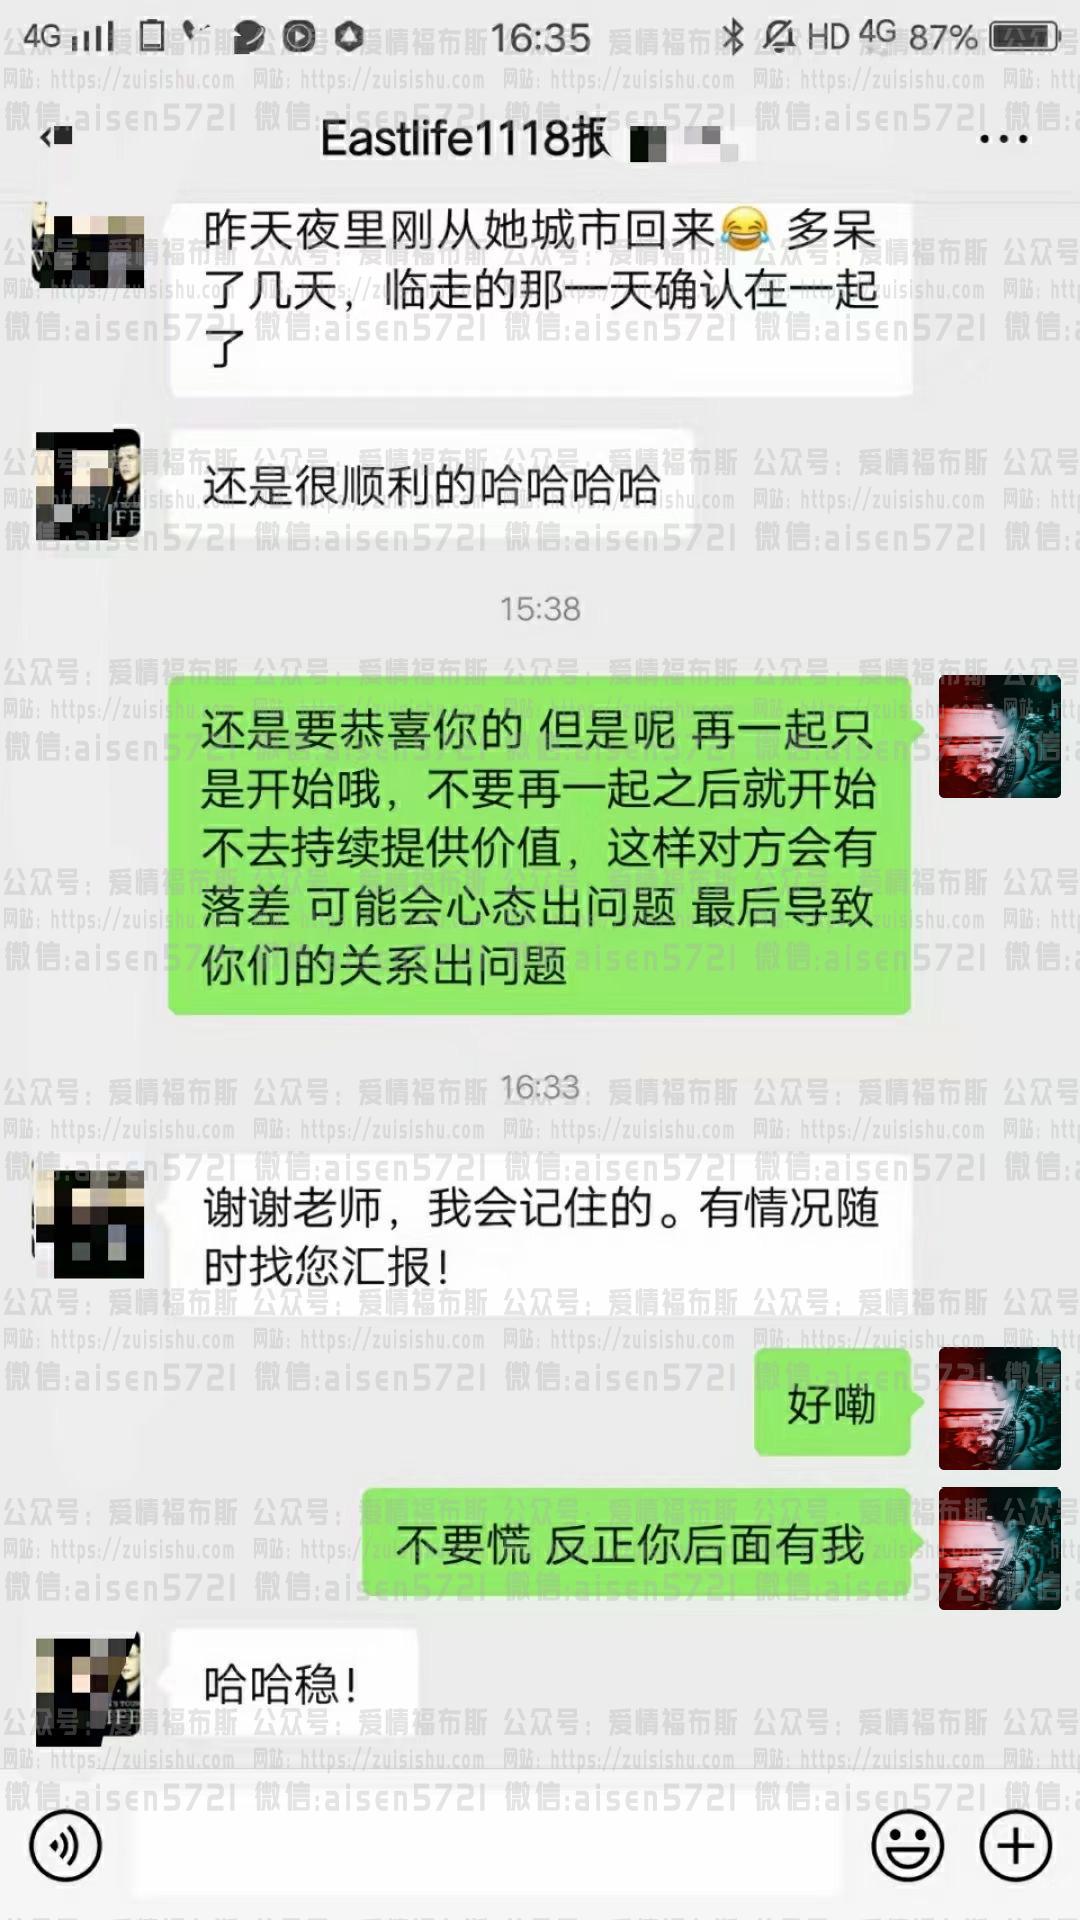 4G 16:35 HD 4G 87%
Eastlife1118报
昨天夜里刚从她城市回来😂 多呆
了几天，临走的那一天确认在一起
了
还是很顺利的哈哈哈哈
15:38
还是要恭喜你的 但是呢 再一起只
是开始哦，不要再一起之后就开始
不去持续提供价值，这样对方会有
落差 可能会心态出问题 最后导致
你们的关系出问题
16:33
谢谢老师，我会记住的。有情况随
时找您汇报！
好嘞
不要慌 反正你后面有我
哈哈稳！
公众号：爱情福布斯
网站：https://zuisishu.com
微信:aisen5721